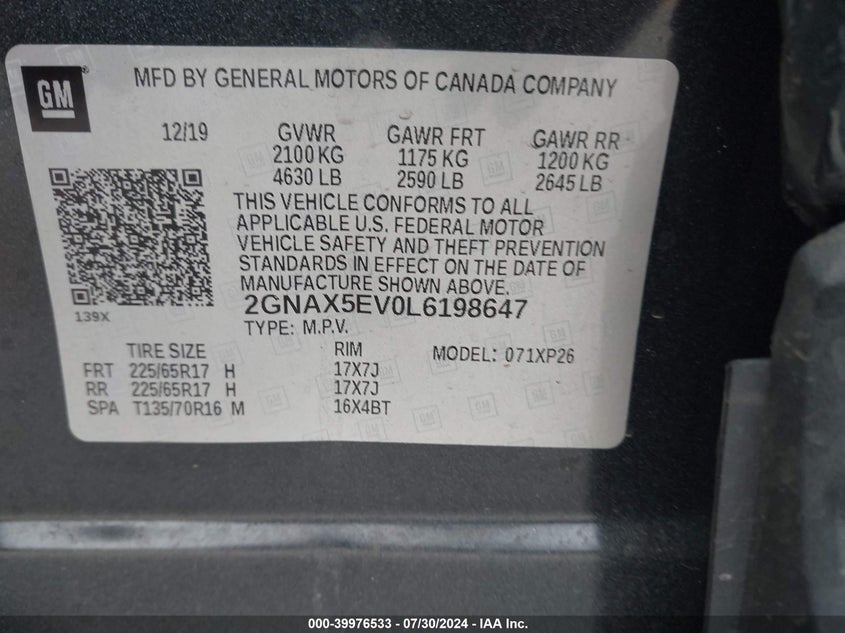 GM
MFD BY GENERAL MOTORS OF CANADA COMPANY
12/19 GVWR GAWR FRT GAWR RR
2100 KG 1175 KG 1200 KG
4630 LB 2590 LB 2645 LB
THIS VEHICLE CONFORMS TO ALL
APPLICABLE U.S. FEDERAL MOTOR
VEHICLE SAFETY AND THEFT PREVENTION
STANDARDS IN EFFECT ON THE DATE OF
MANUFACTURE SHOWN ABOVE.
139X
2GNAX5EV0L6198647
TYPE: M.P.V.
TIRE SIZE RIM MODEL: 071XP26
FRT 225/65R17 H 17X7J
RR 225/65R17 H 17X7J
SPA T135/70R16 M 16X4BT
000-39976533 - 07/30/2024 - IAA Inc.